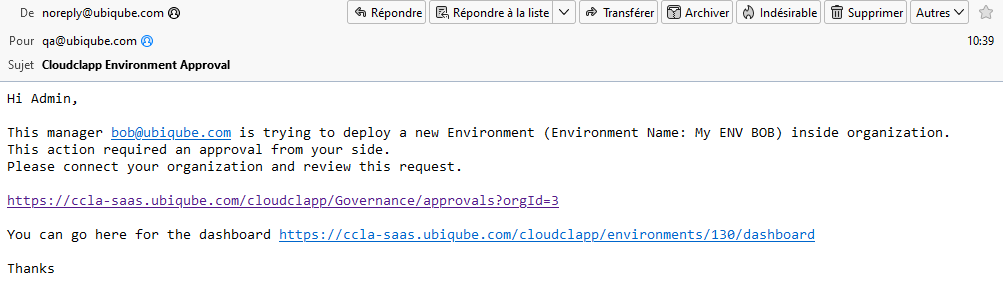 De noreply@ubiqube.com Répondre Répondre à la liste Transférer Archiver Indésirable Supprimer Autres
Pour qa@ubiqube.com 10:39
Sujet Cloudclapp Environment Approval
Hi Admin,
This manager bob@ubiqube.com is trying to deploy a new Environment (Environment Name: My ENV BOB) inside organization.
This action required an approval from your side.
Please connect your organization and review this request.
https://ccla-saas.ubiqube.com/cloudclapp/Governance/approvals?orgId=3
You can go here for the dashboard https://ccla-saas.ubiqube.com/cloudclapp/environments/130/dashboard
Thanks